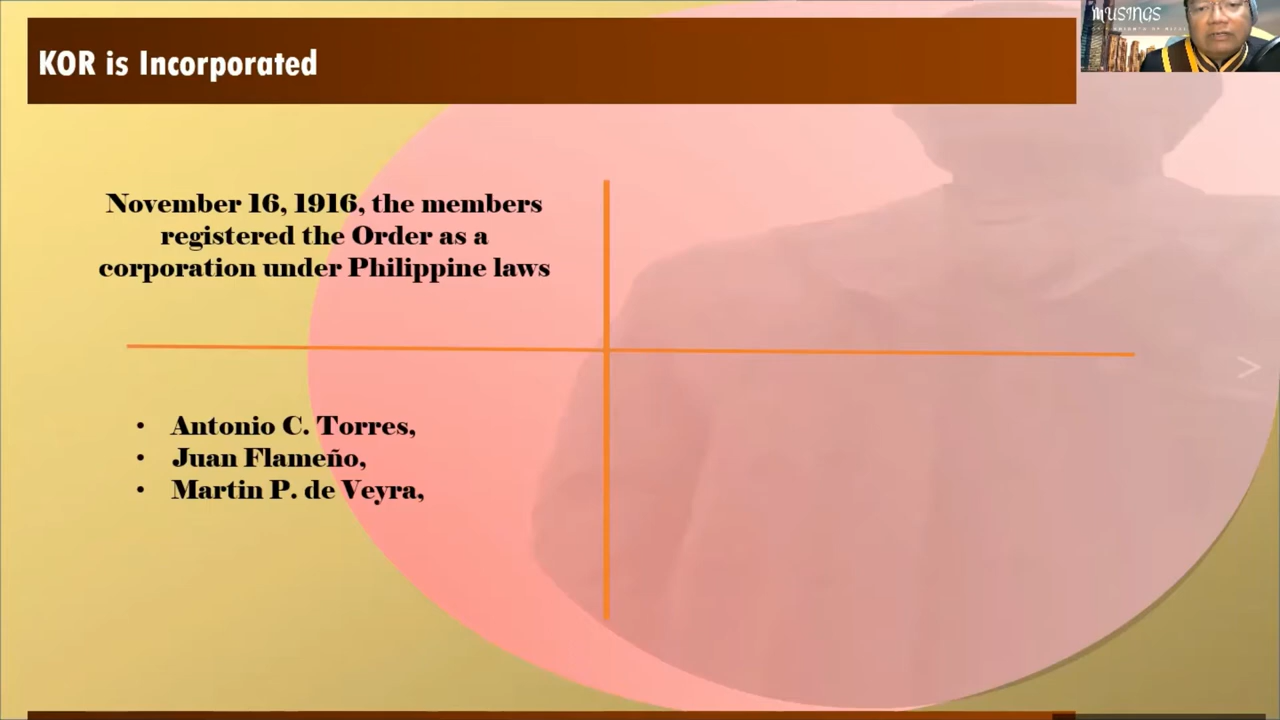 KOR is Incorporated
MUSINGS
November 16, 1916, the members
registered the Order as a
corporation under Philippine laws
• Antonio C. Torres,
• Juan Flameño,
• Martin P. de Veyra,
>